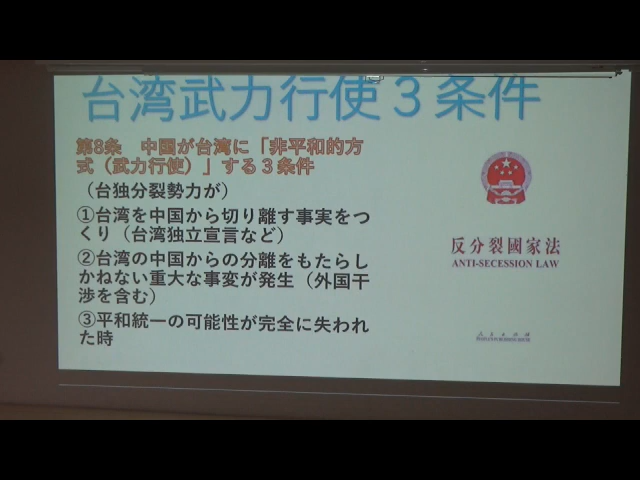 台湾武力行使３条件
第8条　中国が台湾に「非平和的方
式（武力行使）」する３条件
（台独分裂勢力が）
①台湾を中国から切り離す事実をつ
くり（台湾独立宣言など）
②台湾の中国からの分離をもたらし
かねない重大な事変が発生（外国干
渉を含む）
③平和統一の可能性が完全に失われ
た時
反分裂國家法
ANTI-SECESSION LAW